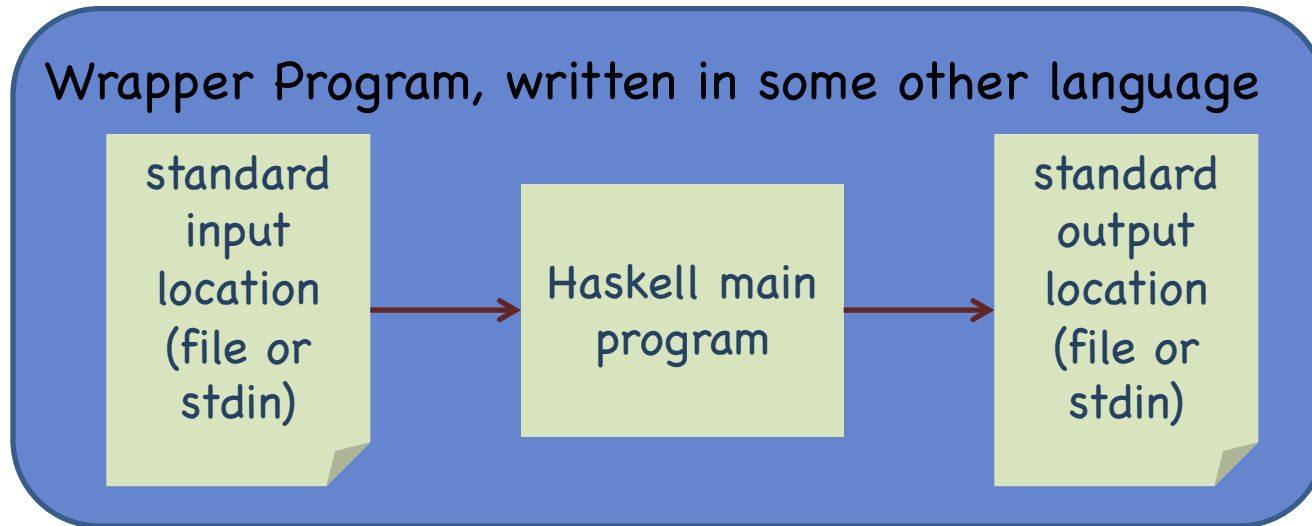 Wrapper Program, written in some other language
standard
input
location
(file or
stdin)
Haskell main
program
standard
output
location
(file or
stdin)